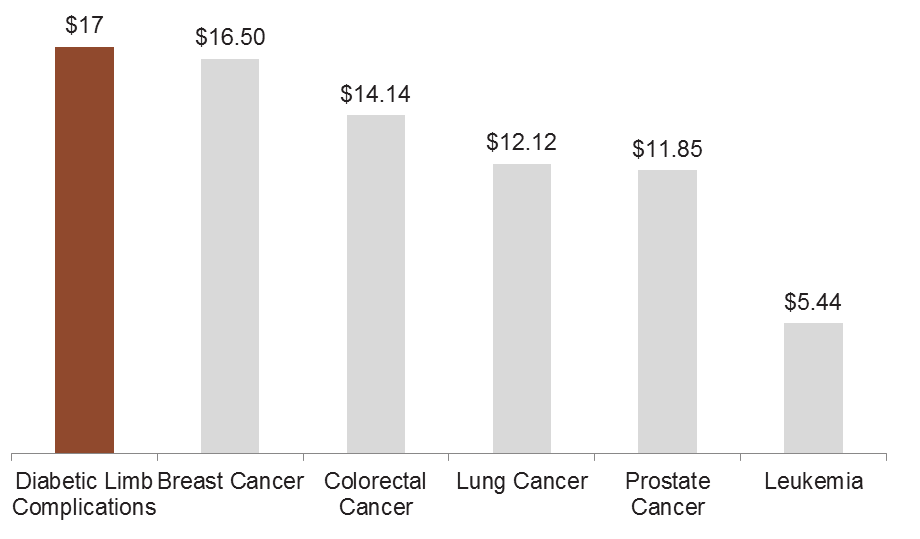 $17
$16.50
$14.14
$12.12
$11.85
$5.44
Diabetic Limb
Complications
Breast Cancer
Colorectal
Cancer
Lung Cancer
Prostate
Cancer
Leukemia